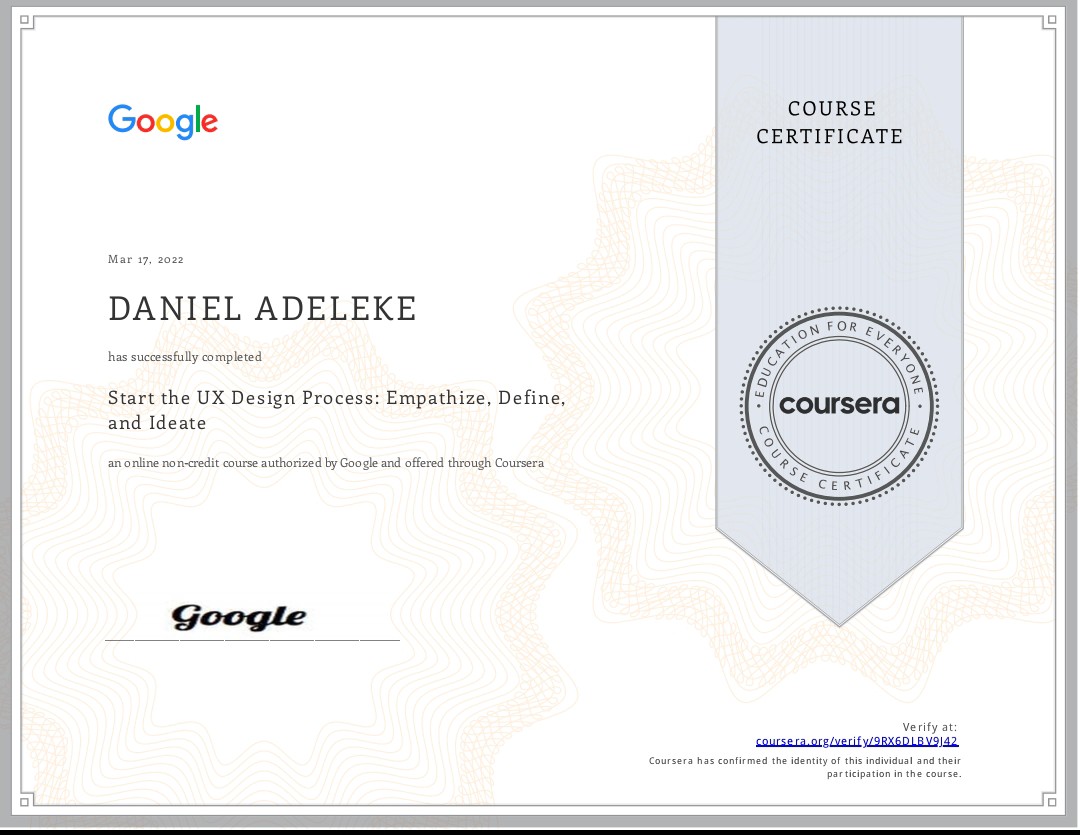 Google
COURSE
CERTIFICATE
Mar 17, 2022
DANIEL ADELEKE
has successfully completed
Start the UX Design Process: Empathize, Define,
and Ideate
an online non-credit course authorized by Google and offered through Coursera
EDUCATION FOR EVERYONE
coursera
COURSE CERTIFICATE
Google
Verify at:
coursera.org/verify/9RX6DLBV9J42
Coursera has confirmed the identity of this individual and their
participation in the course.